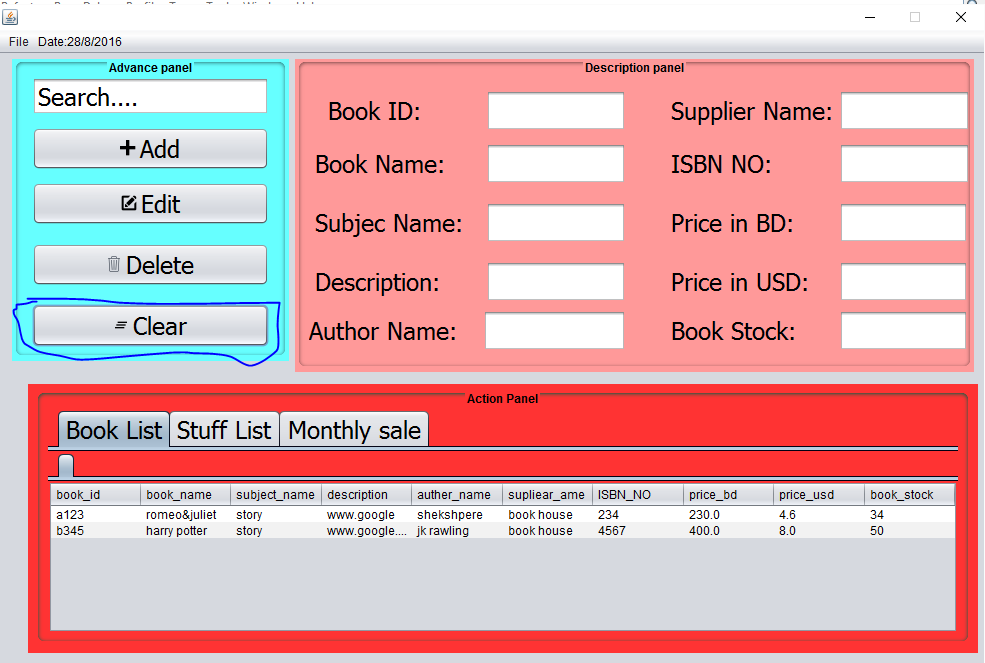 File Date:28/8/2016
Advance panel
Search....
Add
Edit
Delete
Clear
Description panel
Book ID:
Supplier Name:
Book Name:
ISBN NO:
Subjec Name:
Price in BD:
Description:
Price in USD:
Author Name:
Book Stock:
Action Panel
Book List Stuff List Monthly sale
book_id book_name subject_name description auther_name supliear_ame ISBN_NO price_bd price_usd book_stock
a123 romeo&juliet story www.google shekshpere book house 234 230.0 4.6 34
b345 harry potter story www.google.... jk rawling book house 4567 400.0 8.0 50